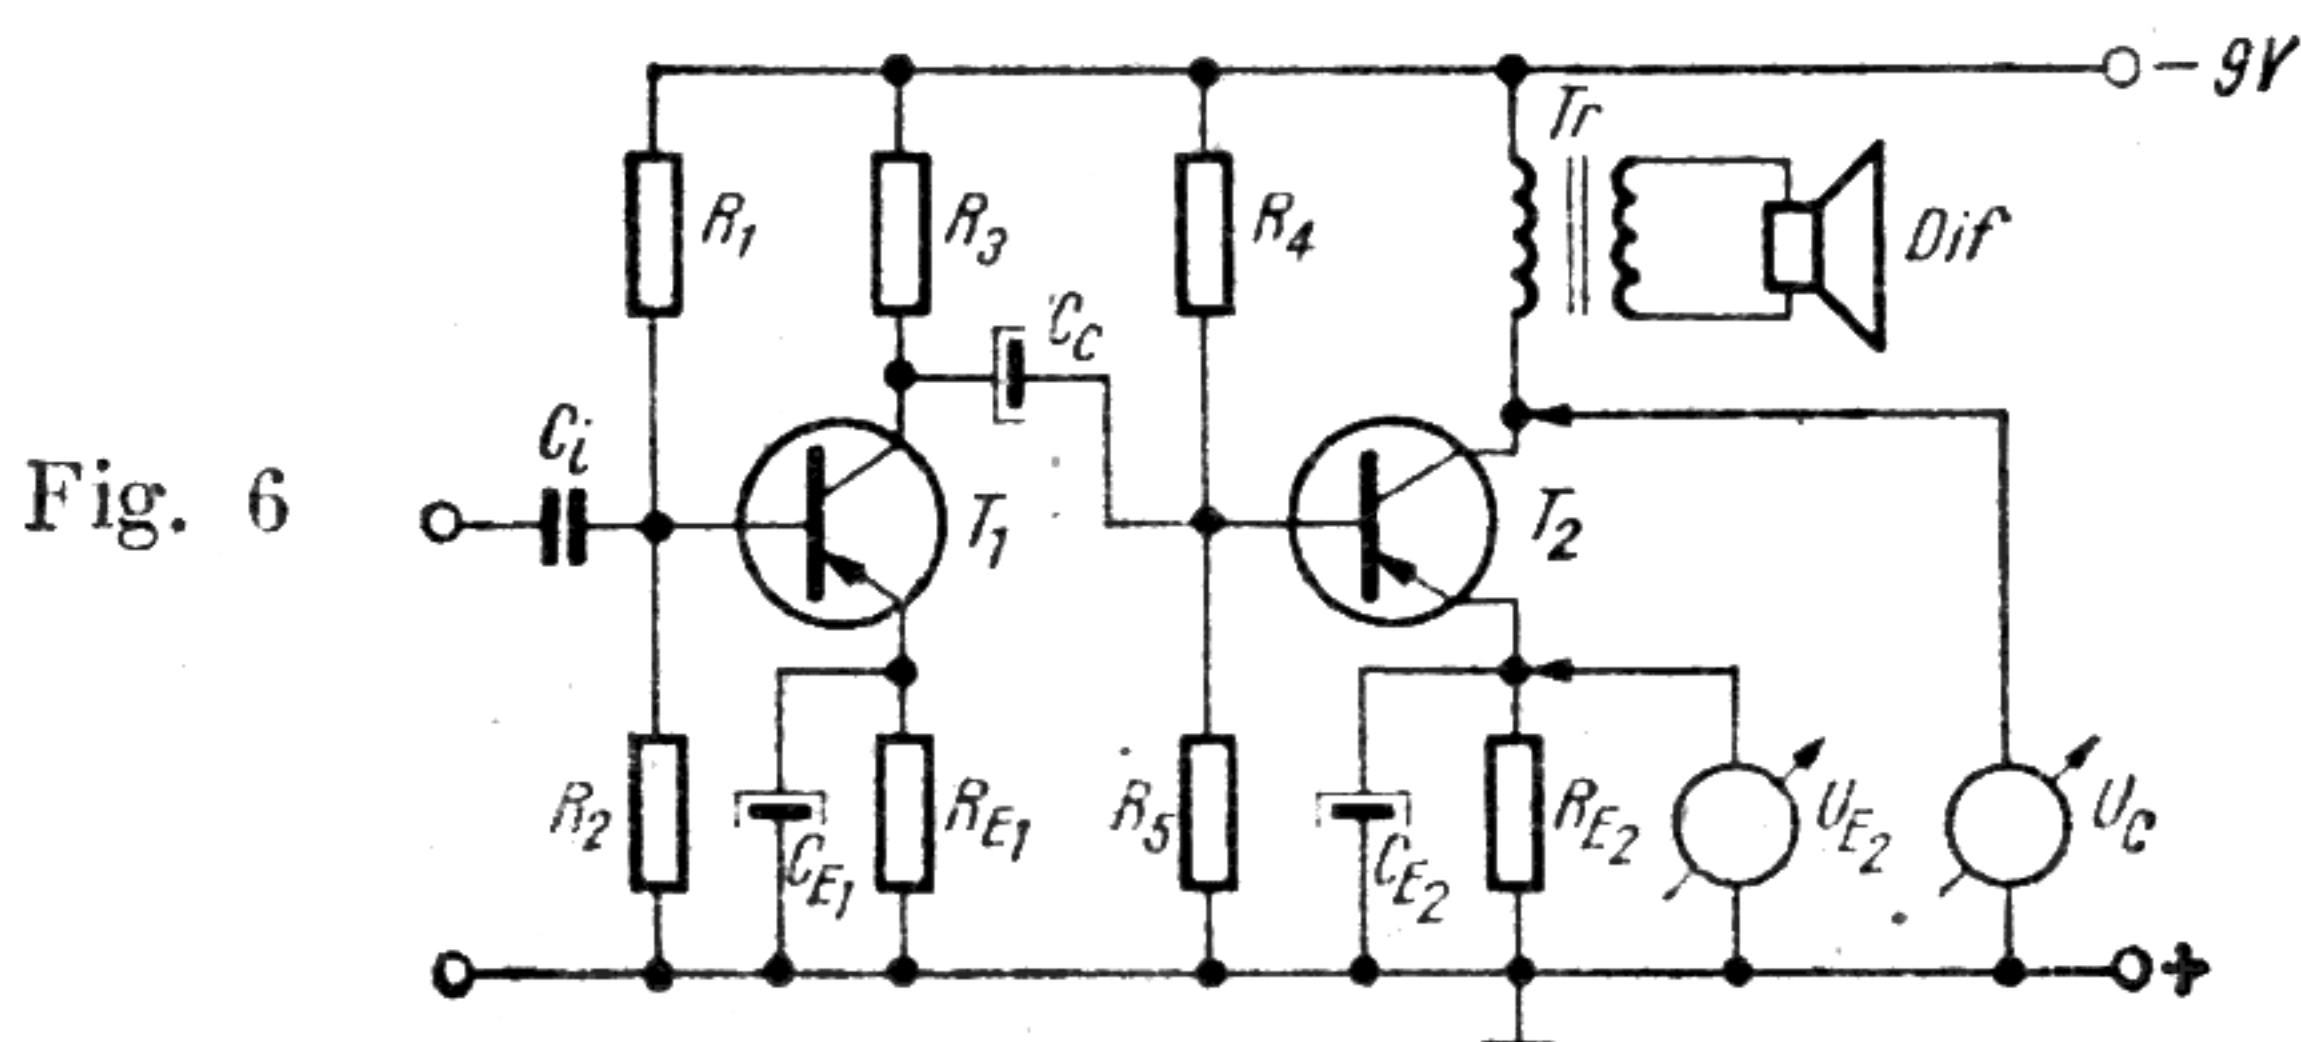 − 9V
Tr
R1
R3
R4
Dif
Cc
Ci
Fig. 6
T1
T2
R2
CE1
RE1
R5
CE2
RE2
UE2
UC
+